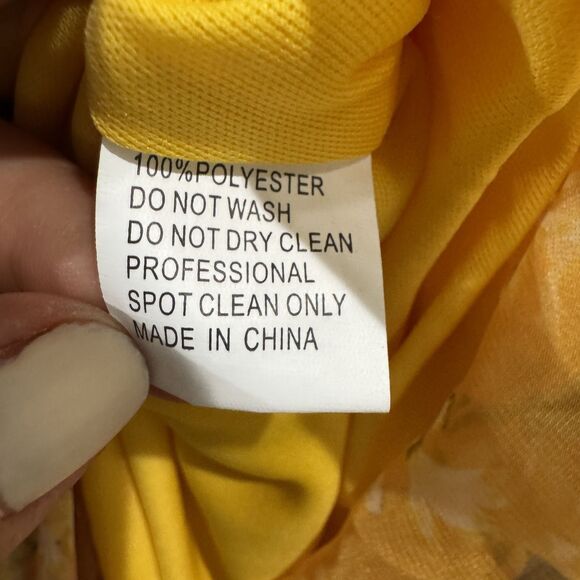 100%POLYESTER
DO NOT WASH
DO NOT DRY CLEAN
PROFESSIONAL
SPOT CLEAN ONLY
MADE IN CHINA